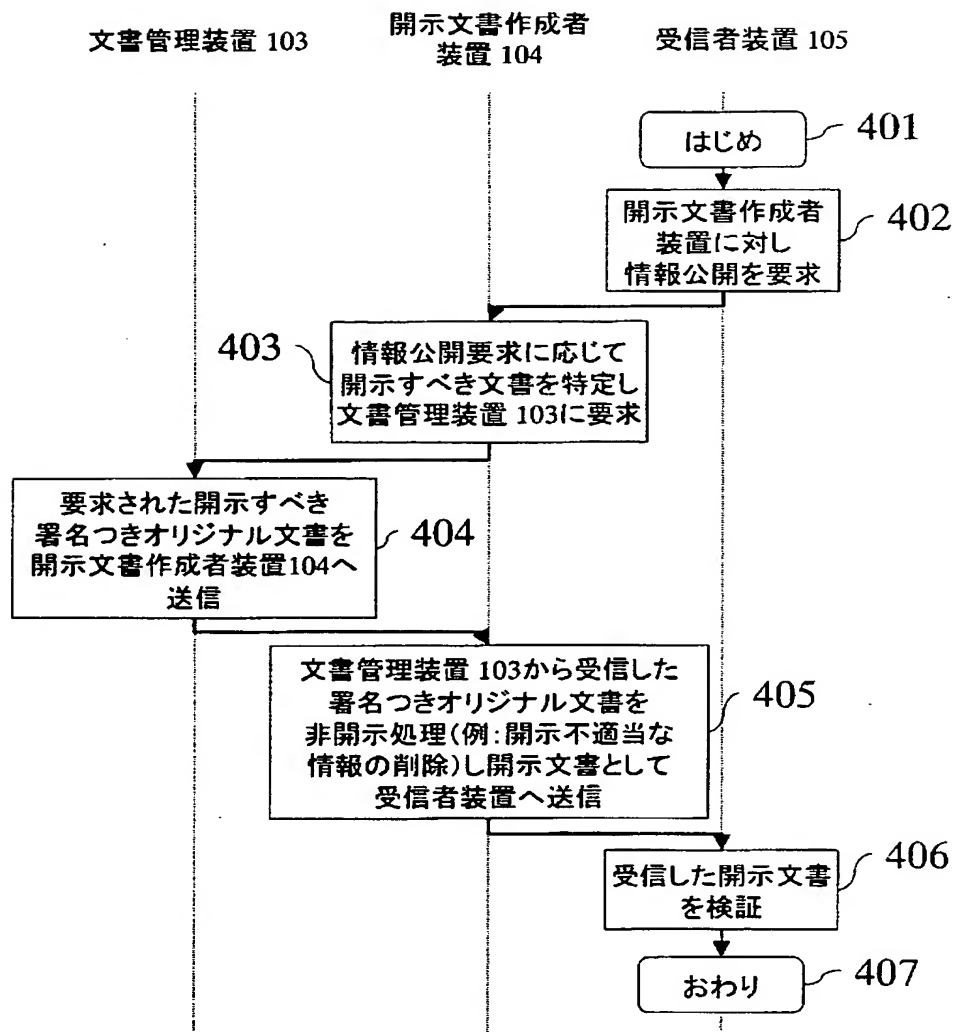 文書管理装置 103
開示文書作成者
装置 104
受信者装置 105
はじめ
401
開示文書作成者
装置に対し
情報公開を要求
402
403
情報公開要求に応じて
開示すべき文書を特定し
文書管理装置 103に要求
要求された開示すべき
署名つきオリジナル文書を
開示文書作成者装置104へ
送信
404
文書管理装置 103から受信した
署名つきオリジナル文書を
非開示処理(例:開示不適当な
情報の削除)し開示文書として
受信者装置へ送信
405
受信した開示文書
を検証
406
おわり
407